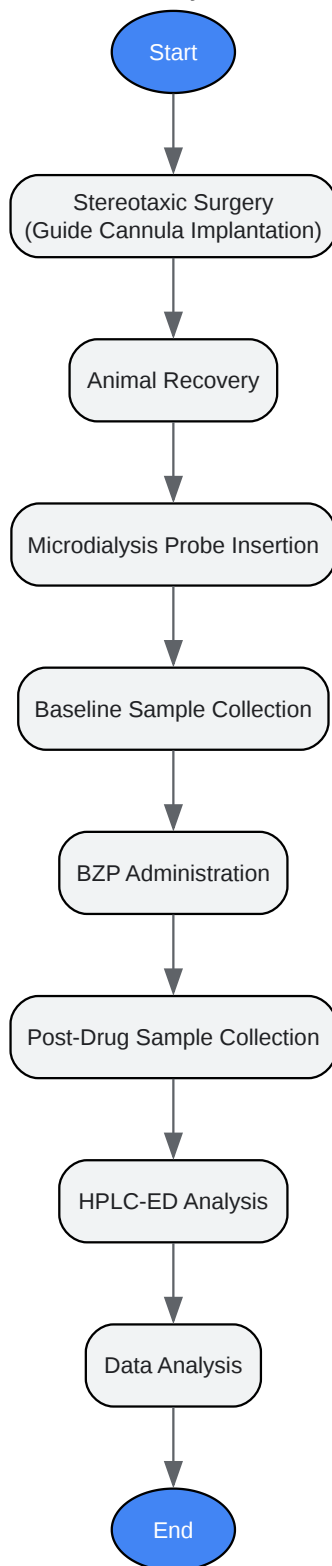 Start
Stereotaxic Surgery
(Guide Cannula Implantation)
Animal Recovery
Microdialysis Probe Insertion
Baseline Sample Collection
BZP Administration
Post-Drug Sample Collection
HPLC-ED Analysis
Data Analysis
End